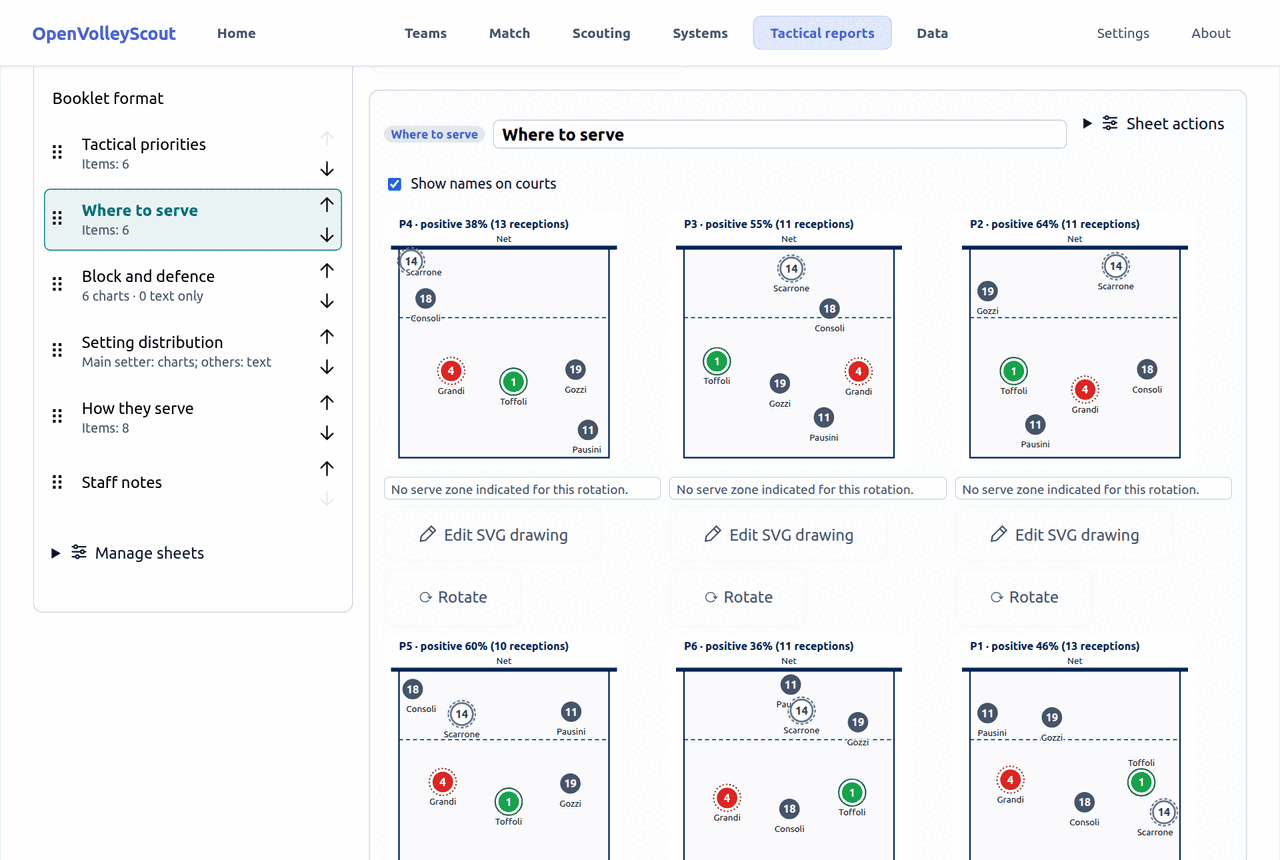 OpenVolleyScout
Home
Teams
Match
Scouting
Systems
Tactical reports
Data
Settings
About
Booklet format
Tactical priorities
Items: 6
Where to serve
Items: 6
Block and defence
6 charts · 0 text only
Setting distribution
Main setter: charts; others: text
How they serve
Items: 8
Staff notes
Manage sheets
Where to serve
Where to serve
Sheet actions
Show names on courts
P4 · positive 38% (13 receptions)
Net
14
Scarrone
18
Consoli
4
Grandi
1
Toffoli
19
Gozzi
11
Pausini
No serve zone indicated for this rotation.
Edit SVG drawing
Rotate
P3 · positive 55% (11 receptions)
Net
14
Scarrone
18
Consoli
1
Toffoli
19
Gozzi
4
Grandi
11
Pausini
No serve zone indicated for this rotation.
Edit SVG drawing
Rotate
P2 · positive 64% (11 receptions)
Net
14
Scarrone
19
Gozzi
1
Toffoli
4
Grandi
18
Consoli
11
Pausini
No serve zone indicated for this rotation.
Edit SVG drawing
Rotate
P5 · positive 60% (10 receptions)
Net
18
Consoli
14
Scarrone
11
Pausini
4
Grandi
1
Toffoli
19
Gozzi
P6 · positive 36% (11 receptions)
Net
11
14
Scarrone
19
Gozzi
4
Grandi
18
Consoli
1
Toffoli
P1 · positive 46% (13 receptions)
Net
11
Pausini
19
Gozzi
4
Grandi
18
Consoli
Toffoli
1
14
Scarrone